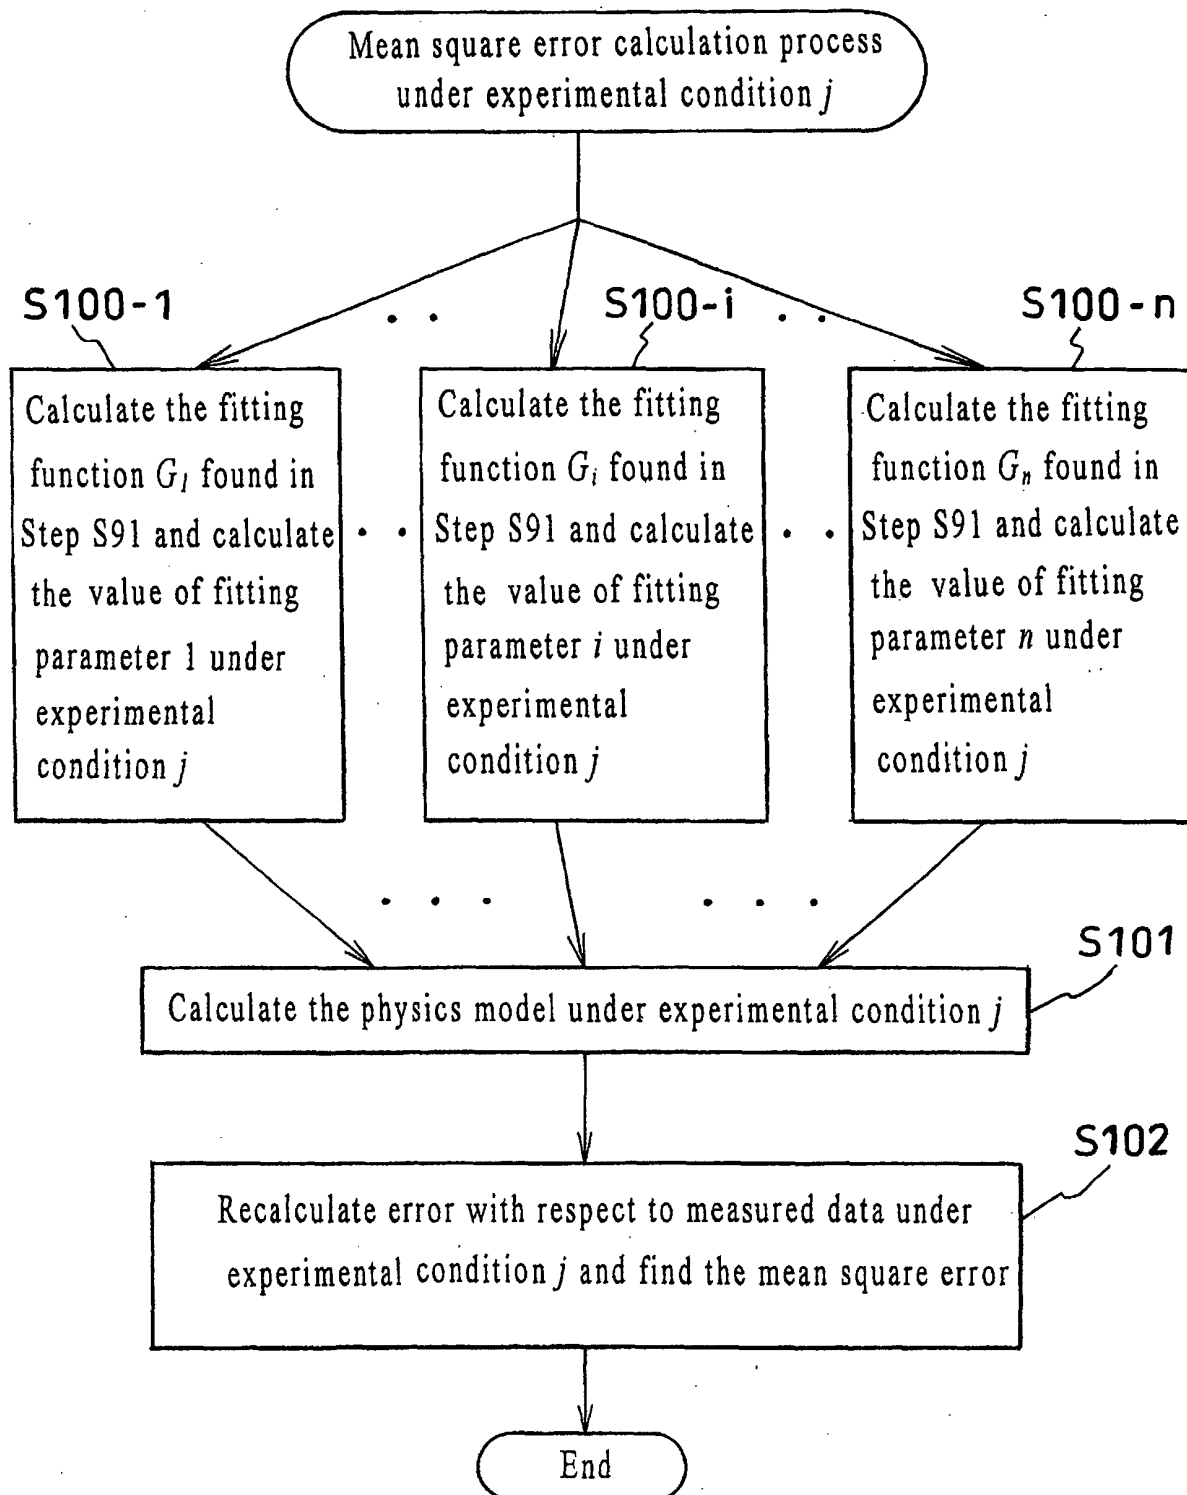 Mean square error calculation process
under experimental condition j
S100-1
S100-i
S100-n
Calculate the fitting
function G1 found in
Step S91 and calculate
the value of fitting
parameter 1 under
experimental
condition j
Calculate the fitting
function Gi found in
Step S91 and calculate
the value of fitting
parameter i under
experimental
condition j
Calculate the fitting
function Gn found in
Step S91 and calculate
the value of fitting
parameter n under
experimental
condition j
S101
Calculate the physics model under experimental condition j
S102
Recalculate error with respect to measured data under
experimental condition j and find the mean square error
End